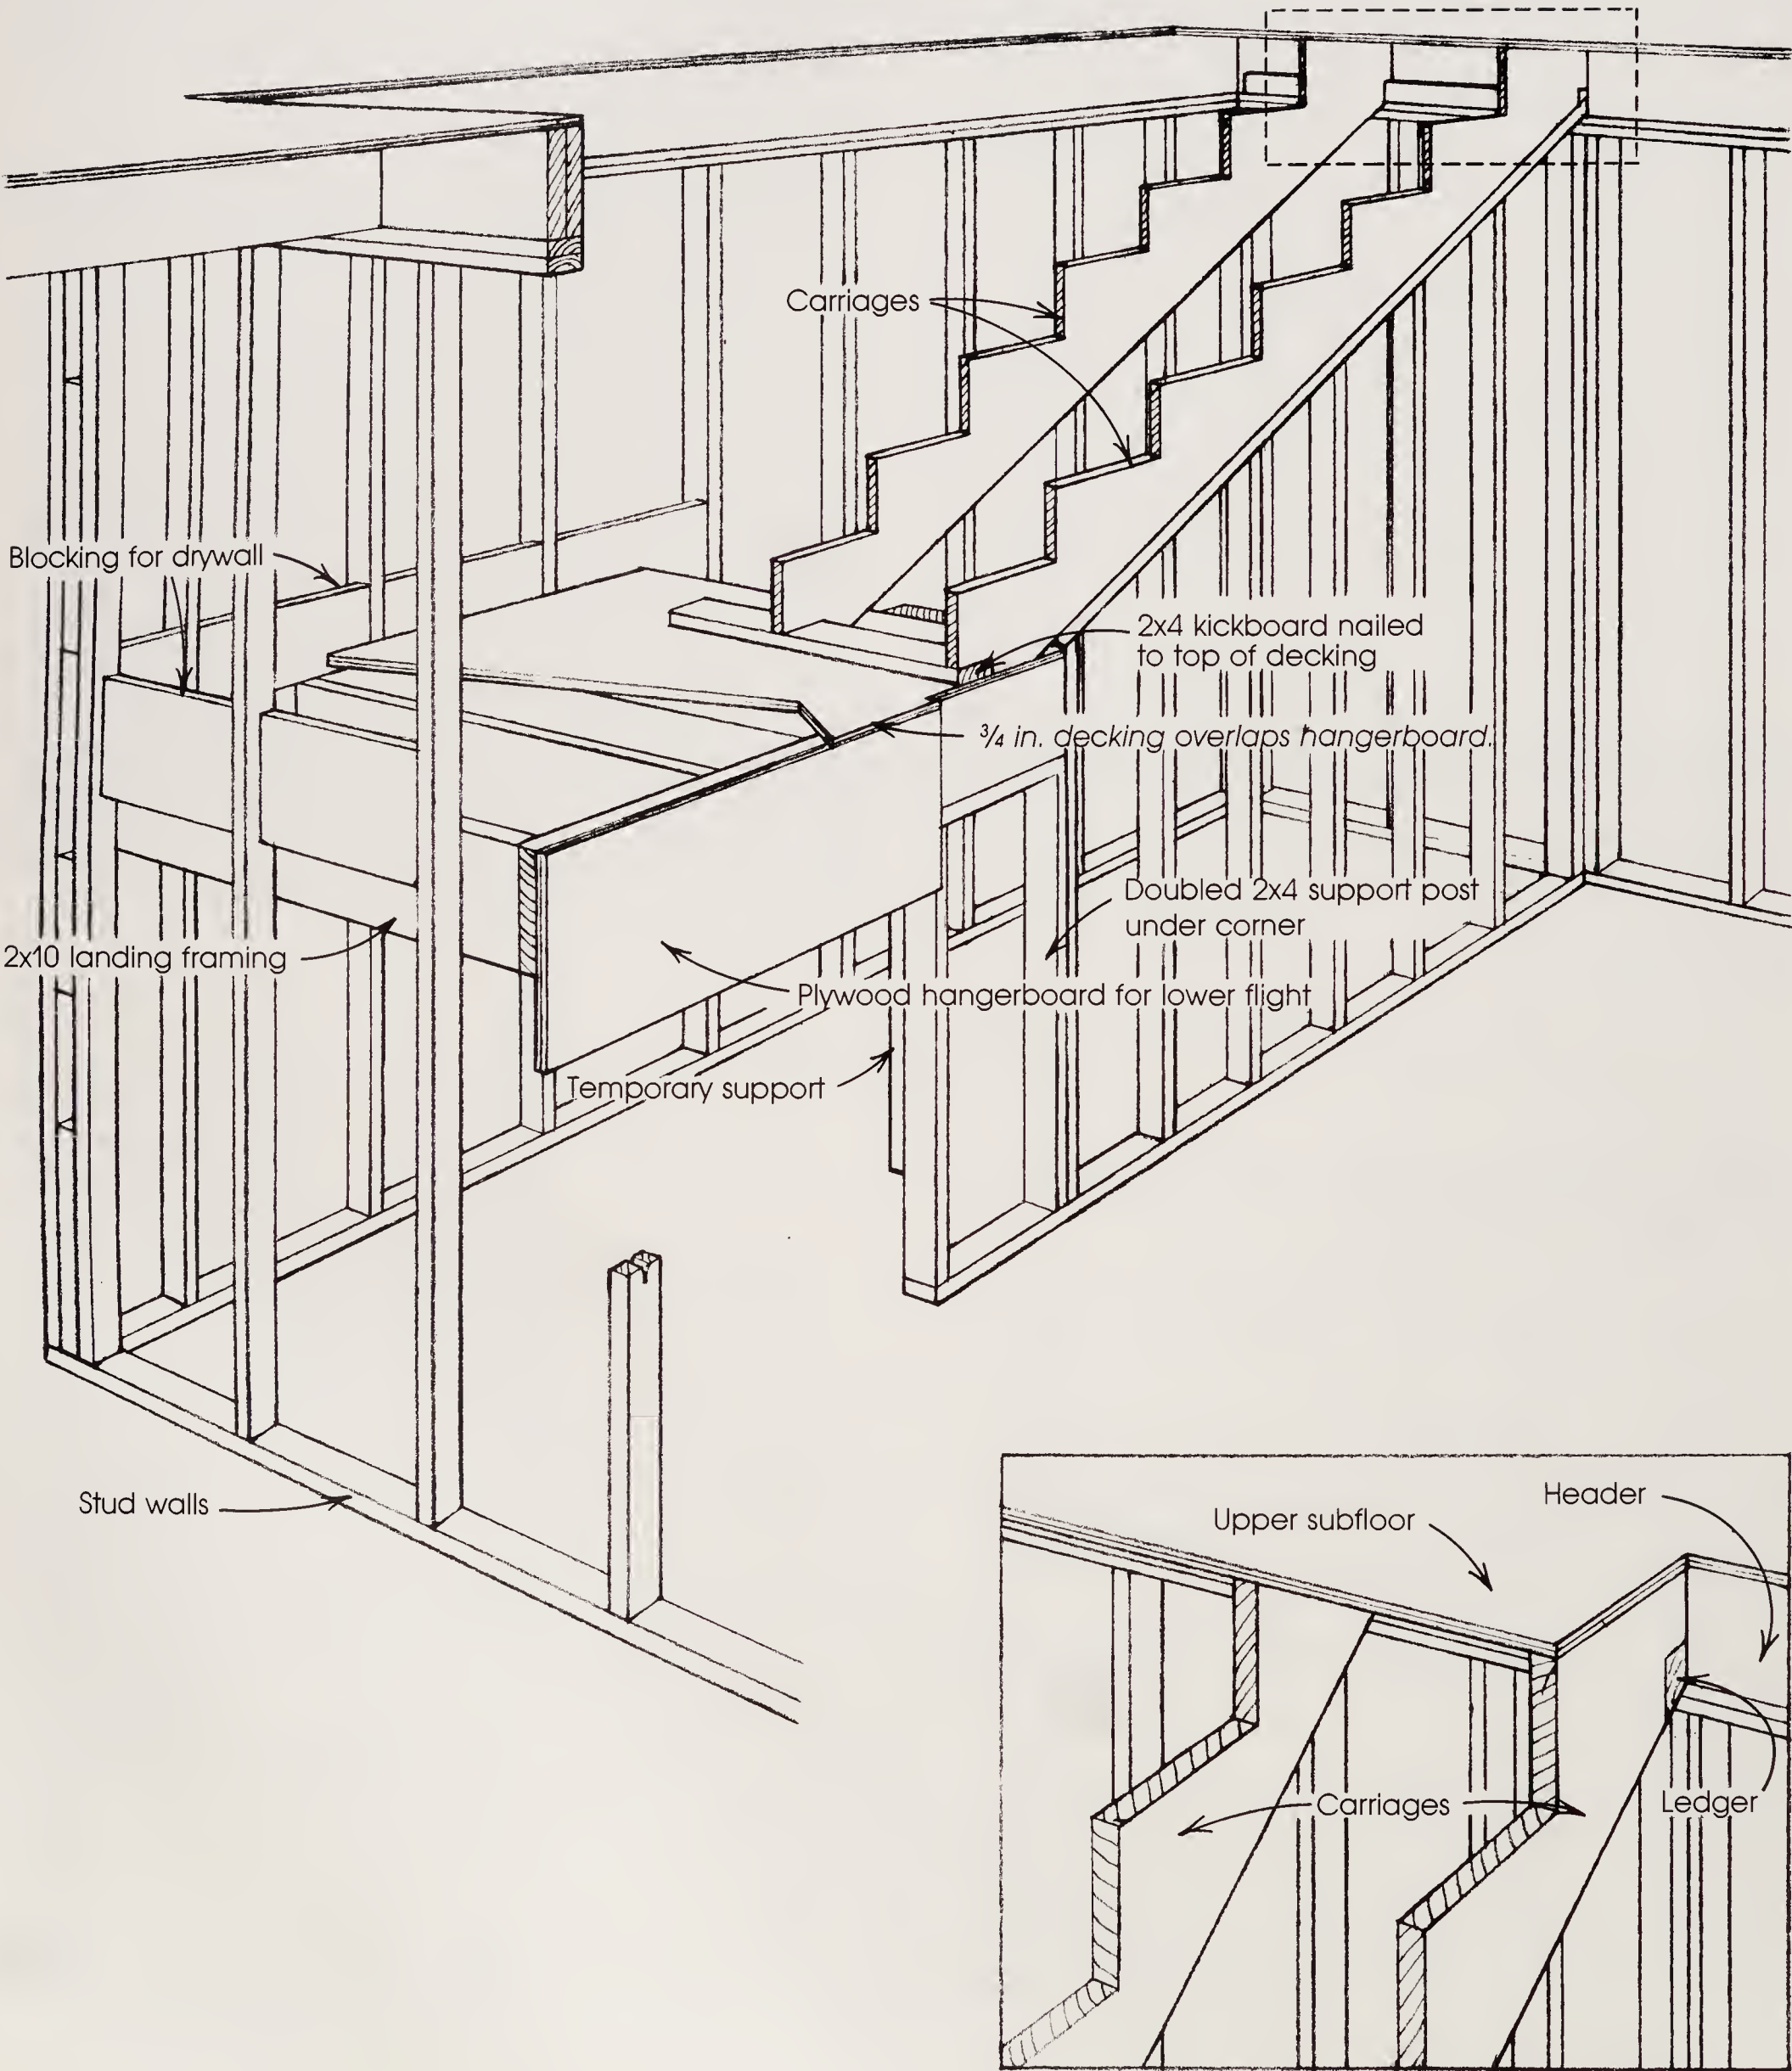 Carriages
Blocking for drywall
2x4 kickboard nailed
to top of decking
3/4 in. decking overlaps hangerboard.
Doubled 2x4 support post
under corner
2x10 landing framing
Plywood hangerboard for lower flight
Temporary support
Stud walls
Header
Upper subfloor
Carriages
Ledger